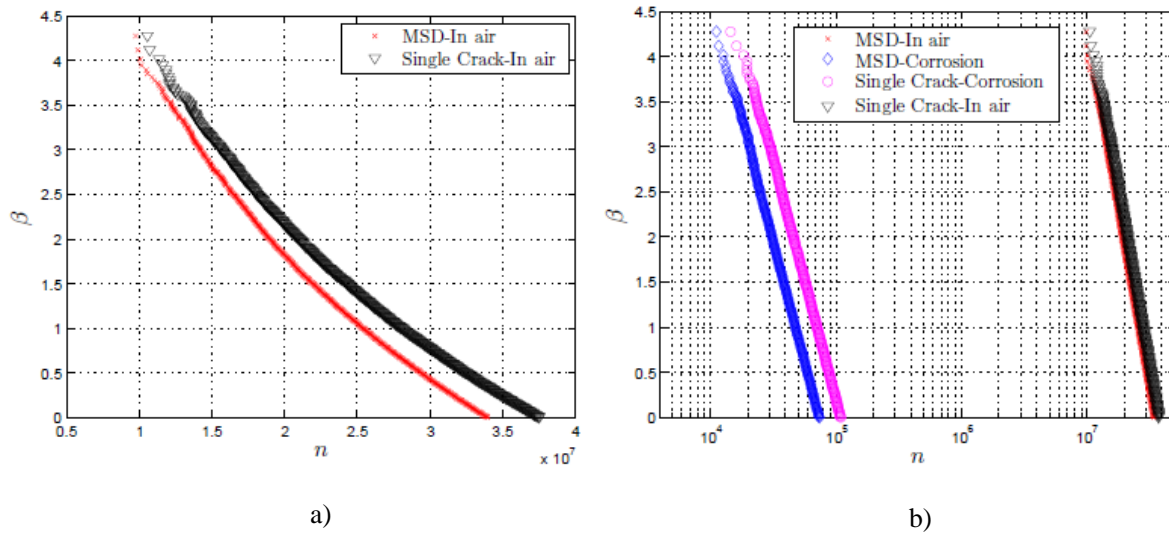 4.5
4
3.5
3
2.5
2
1.5
1
0.5
0
β
0.5 1 1.5 2 2.5 3 3.5 4
n
x 10^7
× MSD-In air
▽ Single Crack-In air
a)
4.5
4
3.5
3
2.5
2
1.5
1
0.5
0
β
10^4 10^5 10^6 10^7
n
× MSD-In air
◇ MSD-Corrosion
○ Single Crack-Corrosion
▽ Single Crack-In air
b)